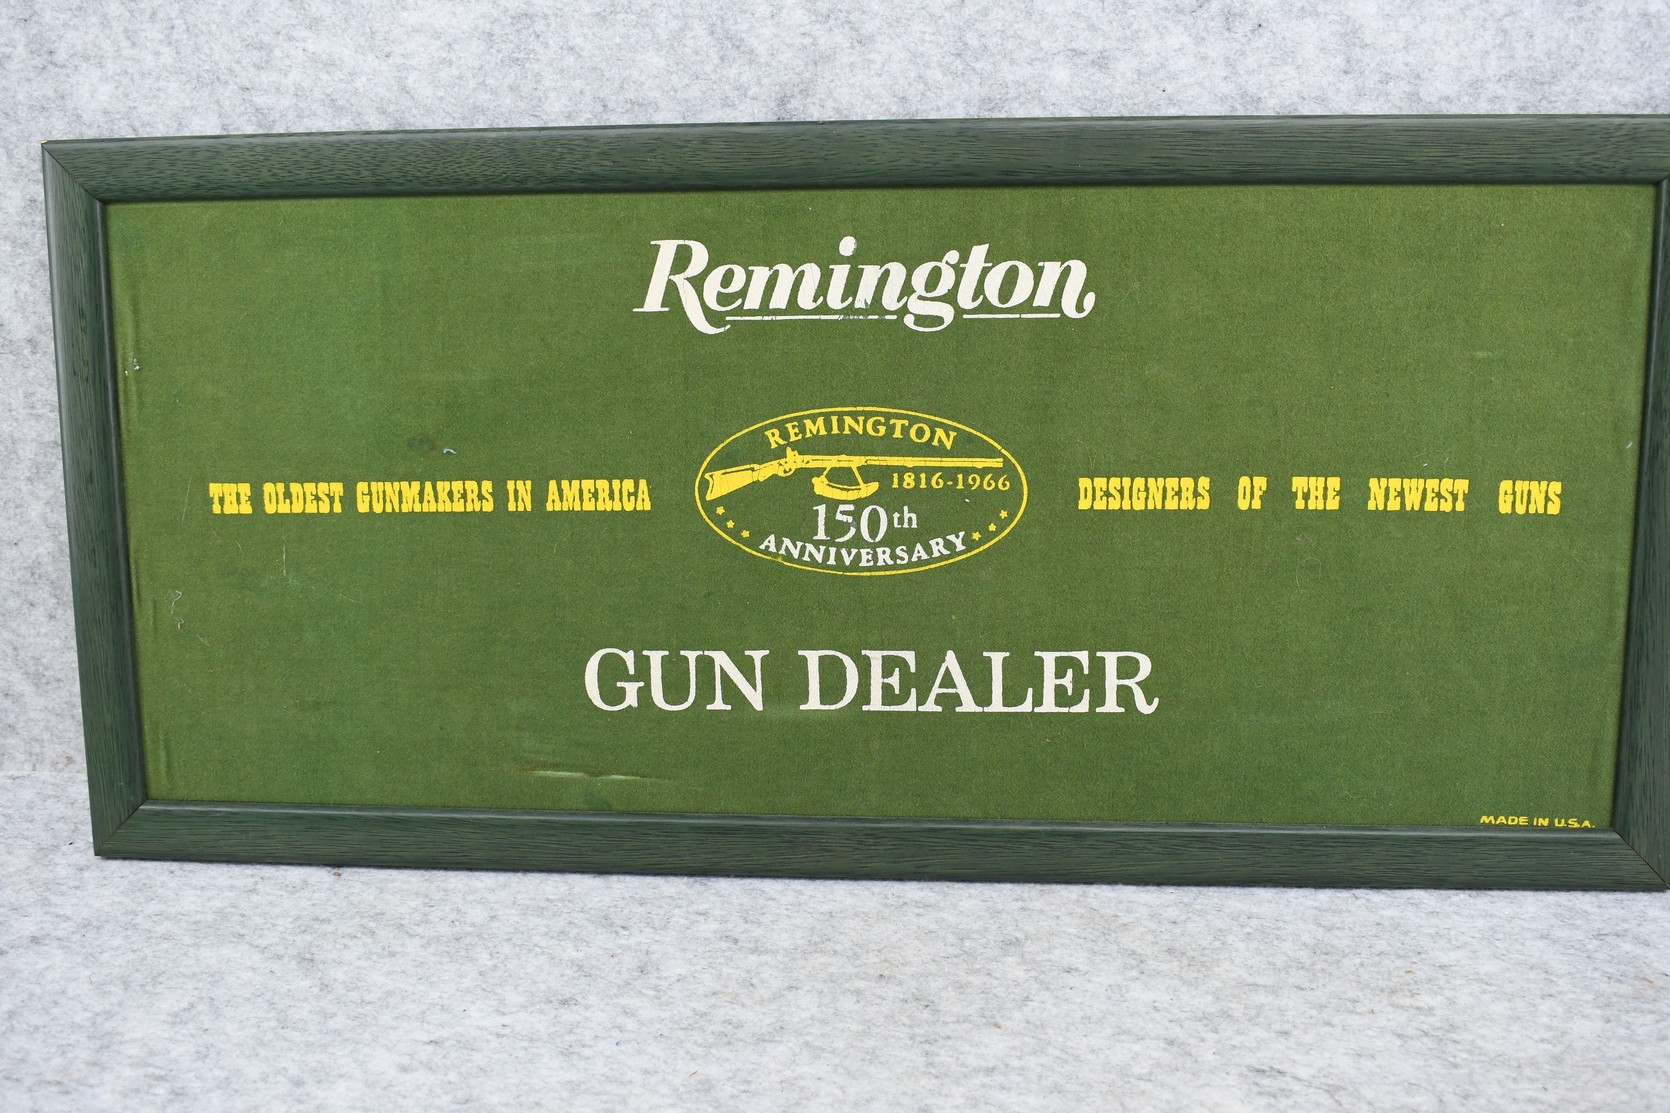 Remington
REMINGTON
1816-1966
150th
ANNIVERSARY
THE OLDEST GUNMAKERS IN AMERICA
DESIGNERS OF THE NEWEST GUNS
GUN DEALER
MADE IN U.S.A.